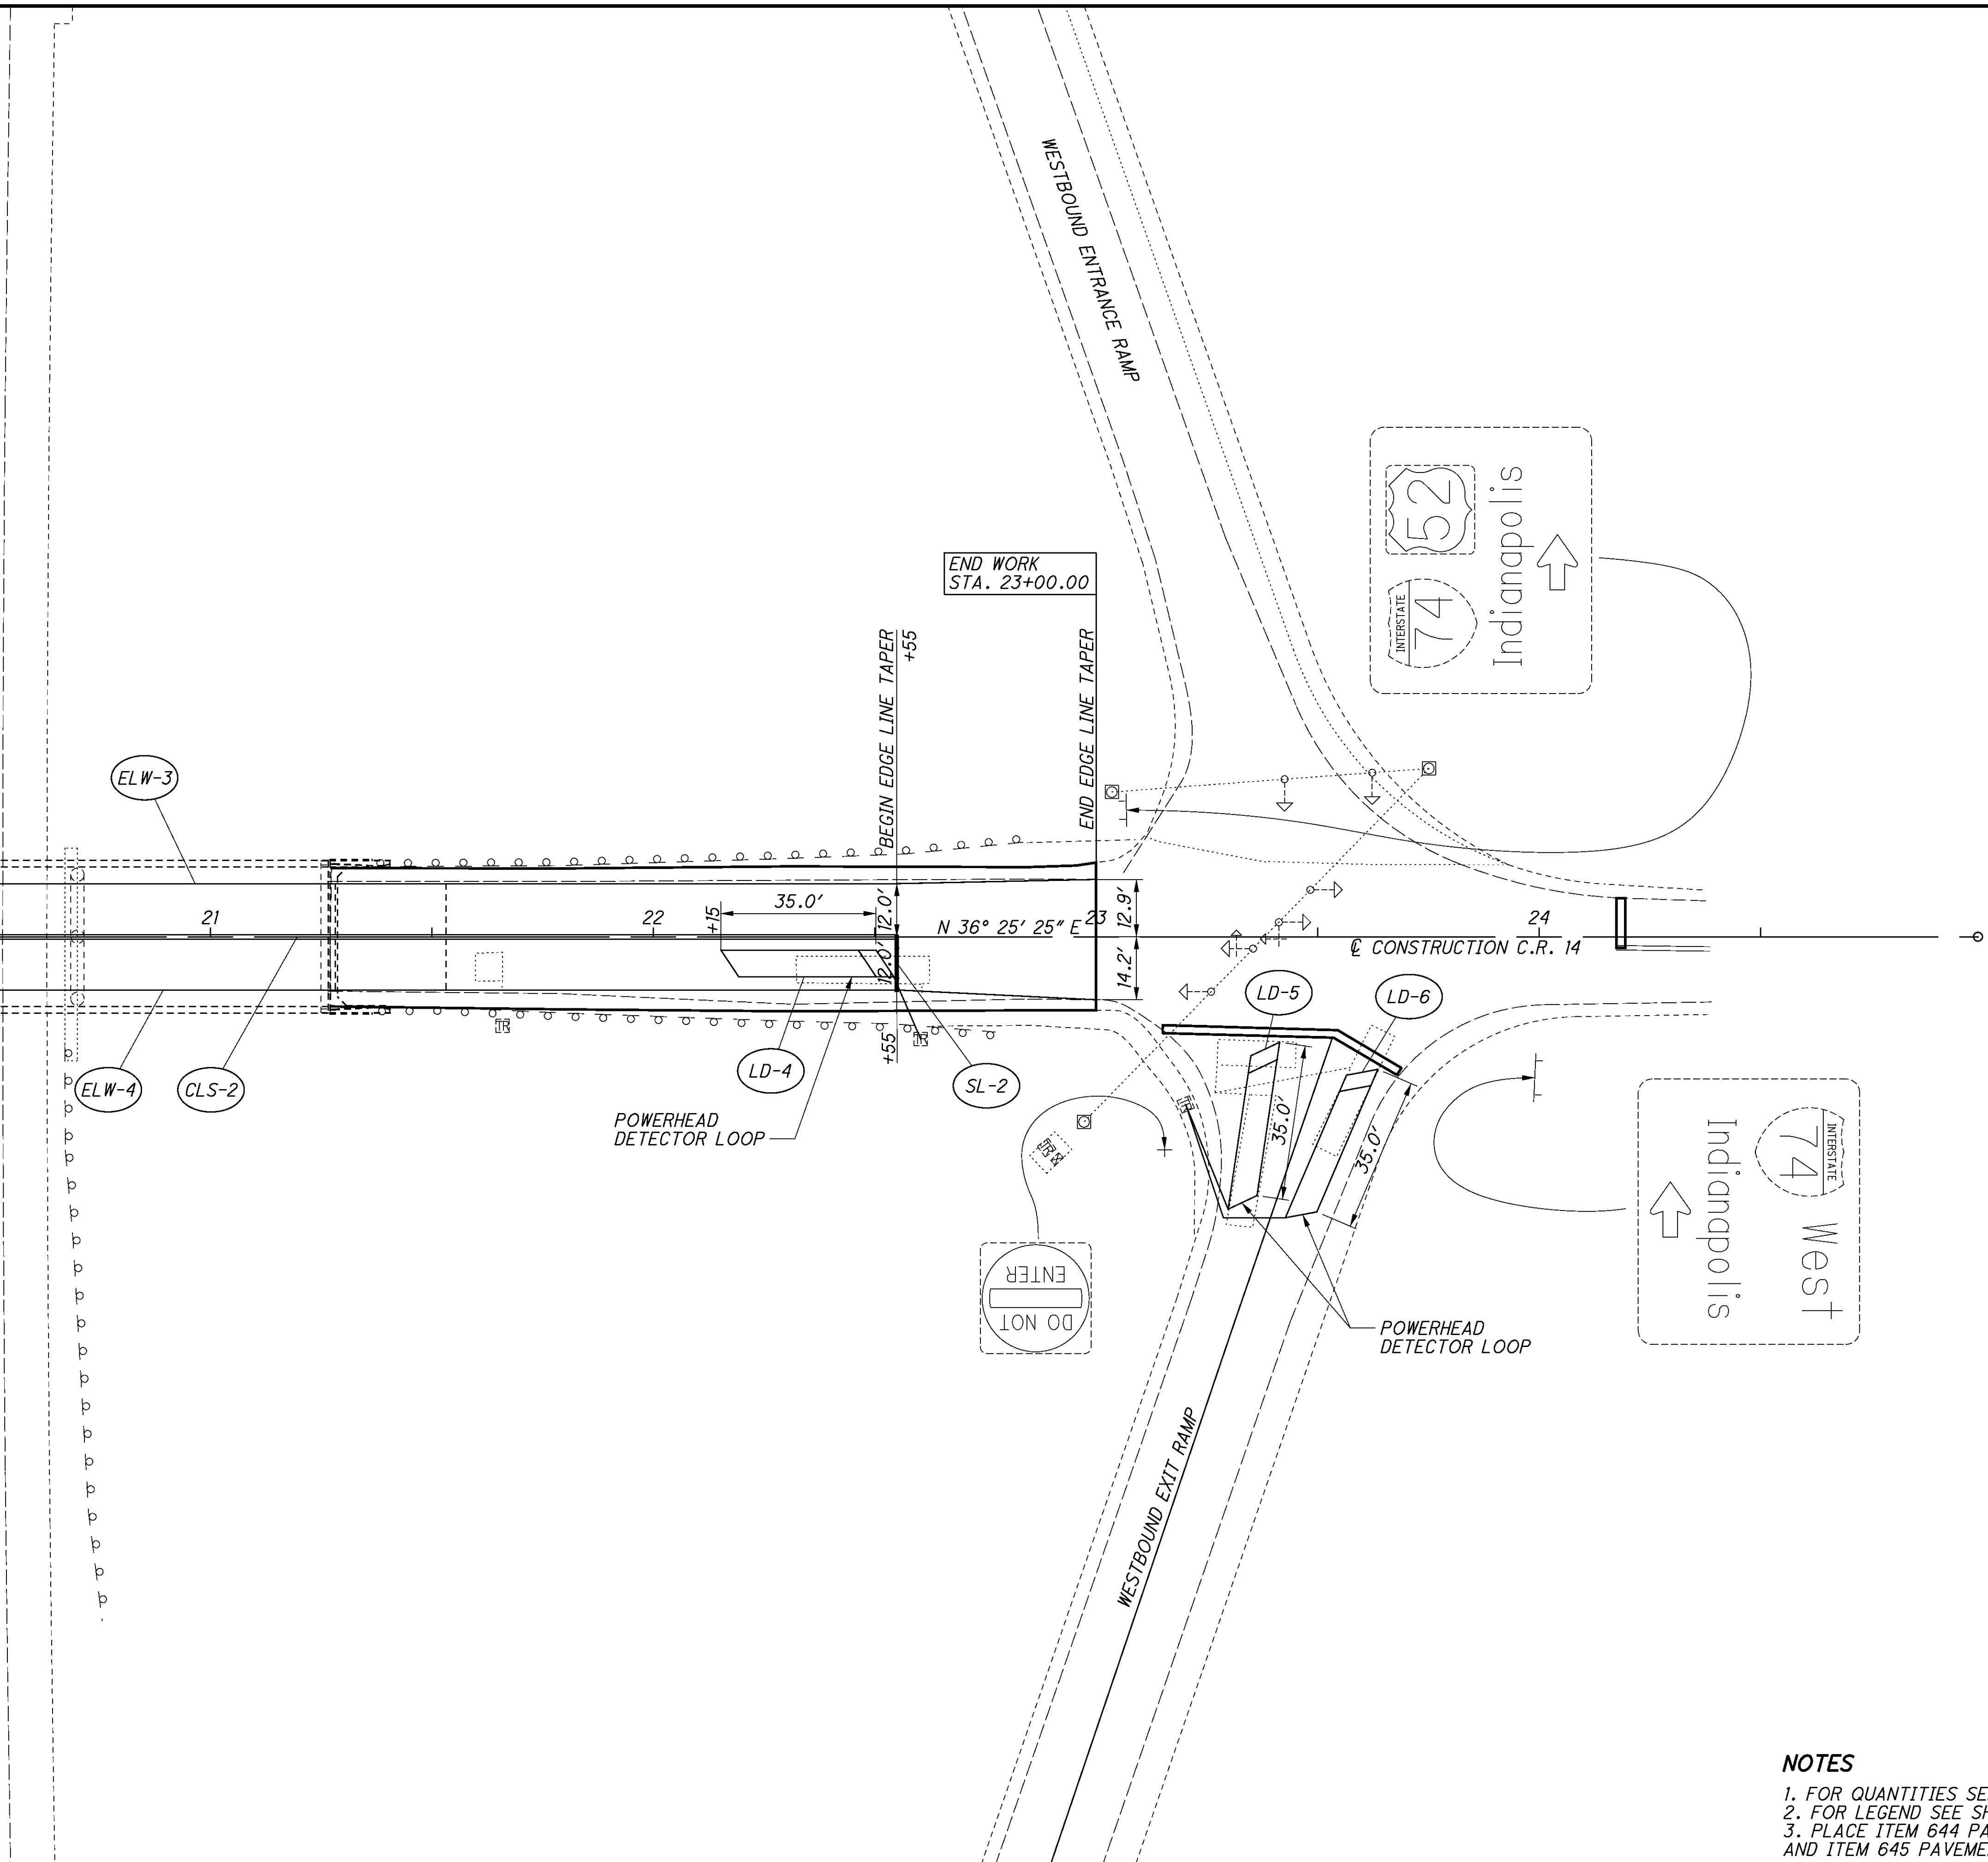 WESTBOUND ENTRANCE RAMP
52
INTERSTATE
74
Indianapolis
END WORK
STA. 23+00.00
BEGIN EDGE LINE TAPER
+55
END EDGE LINE TAPER
ELW-3
21
22
+15
35.0'
12.0'
12.0'
N 36° 25' 25" E
23
12.9'
14.2'
24
℄ CONSTRUCTION C.R. 14
ELW-4
CLS-2
TR
LD-4
+55
TR
SL-2
LD-5
LD-6
POWERHEAD
DETECTOR LOOP
TR
TR
35.0'
35.0'
DO NOT
ENTER
INTERSTATE
74 West
Indianapolis
POWERHEAD
DETECTOR LOOP
WESTBOUND EXIT RAMP
NOTES
1. FOR QUANTITIES SE
2. FOR LEGEND SEE SH
3. PLACE ITEM 644 PA
AND ITEM 645 PAVEME